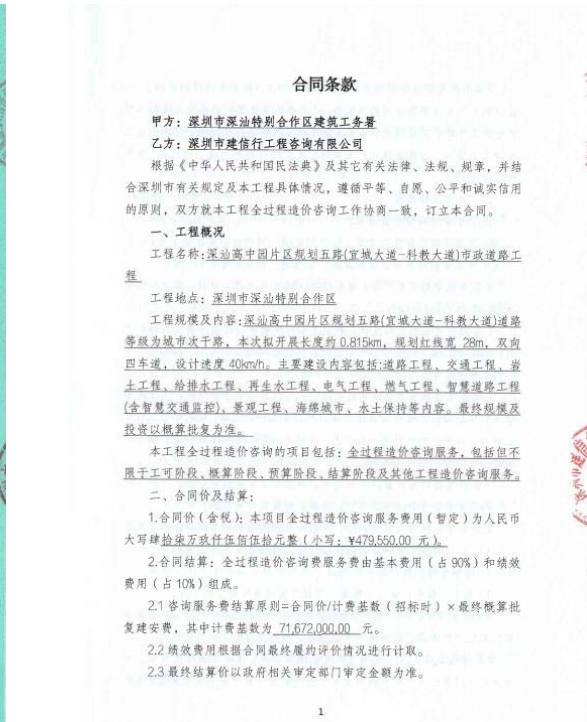 合同条款
甲方：深圳市深汕特别合作区建筑工务署
乙方：深圳市建信行工程咨询有限公司
根据《中华人民共和国民法典》及其它有关法律、法规、规章，并结
合深圳市有关规定及本工程具体情况，遵循平等、自愿、公平和诚实信用
的原则，双方就本工程全过程造价咨询工作协商一致，订立本合同。
一、工程概况
工程名称：深汕高中园片区规划五路(宜城大道-科教大道)市政道路工
程
工程地点：深圳市深汕特别合作区
工程规模及内容：深汕高中园片区规划五路(宜城大道-科教大道)道路
等级为城市次干路，本次拟开展长度约 0.815km，规划红线宽 28m，双向
四车道，设计速度 40km/h。主要建设内容包括:道路工程、交通工程、岩
土工程、给排水工程、再生水工程、电气工程、燃气工程、智慧道路工程
(含智慧交通监控)、景观工程、海绵城市、水土保持等内容。最终规模及
投资以概算批复为准。
本工程全过程造价咨询的项目包括：全过程造价咨询服务，包括但不
限于工可阶段、概算阶段、预算阶段、结算阶段及其他工程造价咨询服务。
二、合同价及结算：
1.合同价（含税）：本项目全过程造价咨询服务费用（暂定）为人民币
大写肆拾柒万玖仟伍佰伍拾元整（小写：¥479,550.00 元）。
2.合同结算：全过程造价咨询费服务费由基本费用（占 90%）和绩效
费用（占 10%）组成。
2.1 咨询服务费结算原则=合同价/计费基数（招标时）×最终概算批
复建安费，其中计费基数为 71,672,000.00 元。
2.2 绩效费用根据合同最终履约评价情况进行计取。
2.3 最终结算价以政府相关审定部门审定金额为准。
1